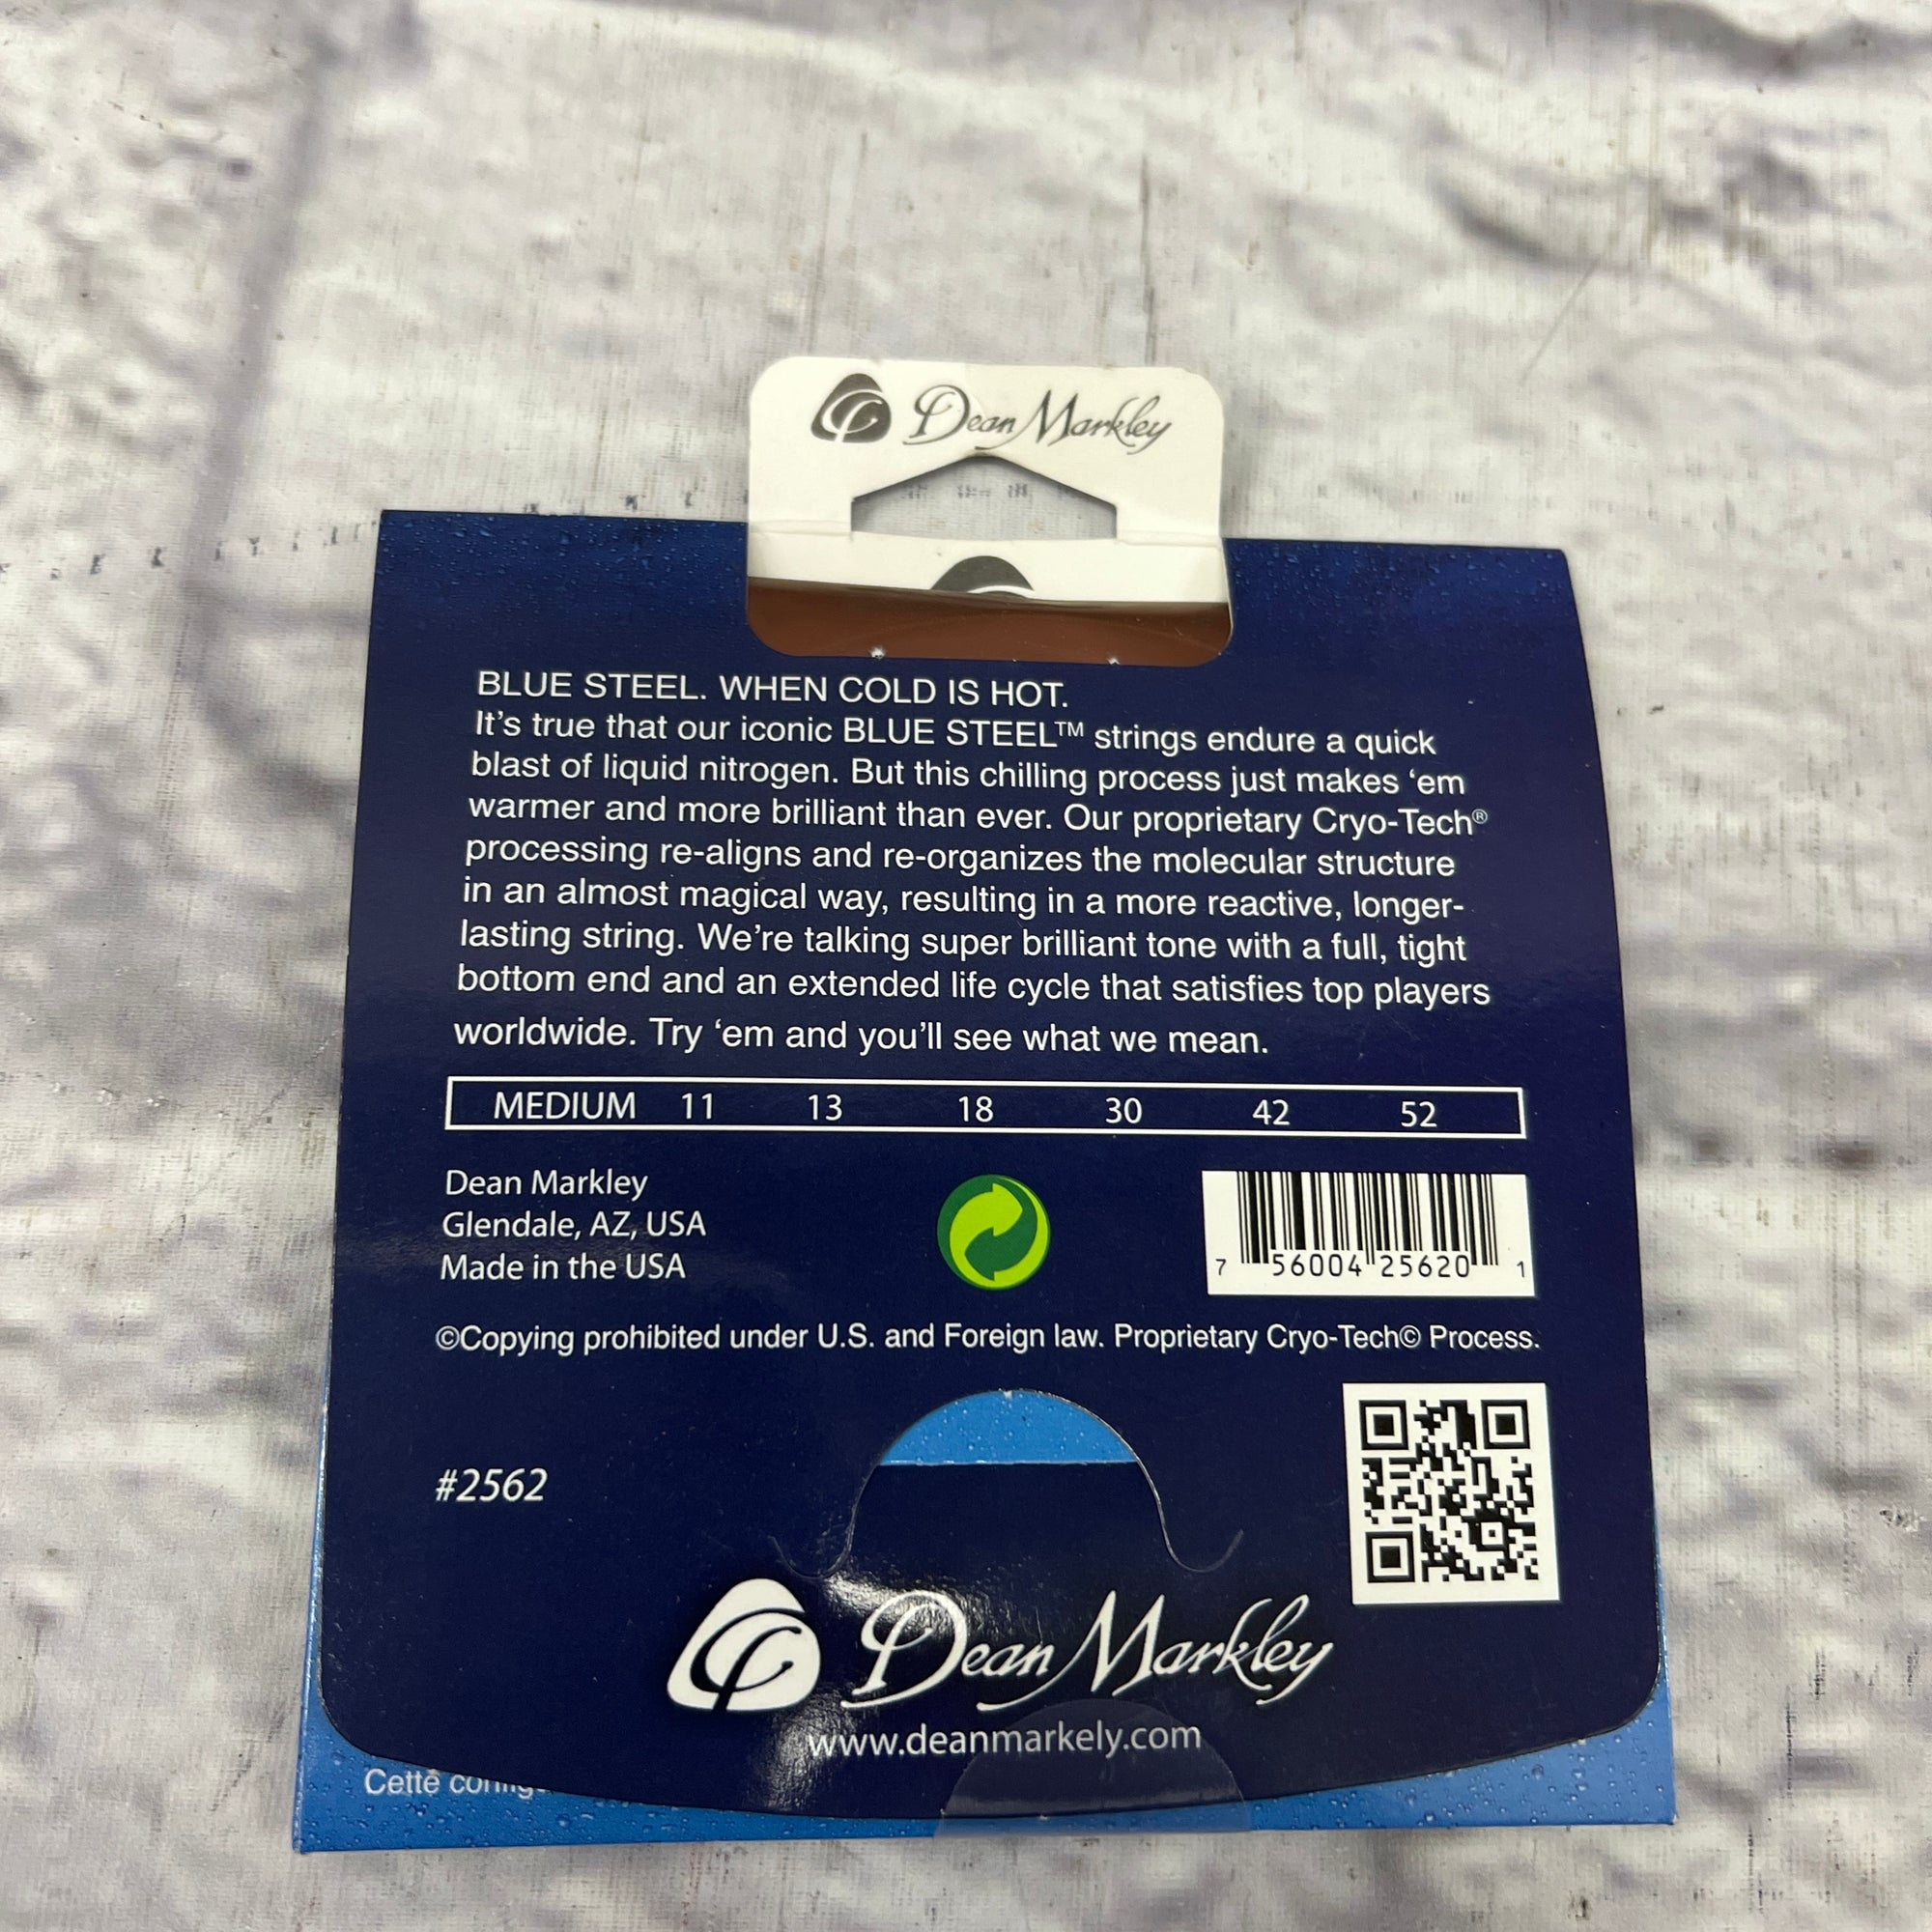 Dean Markley
BLUE STEEL. WHEN COLD IS HOT.
It's true that our iconic BLUE STEEL™ strings endure a quick
blast of liquid nitrogen. But this chilling process just makes ‘em
warmer and more brilliant than ever. Our proprietary Cryo-Tech®
processing re-aligns and re-organizes the molecular structure
in an almost magical way, resulting in a more reactive, longer-
lasting string. We're talking super brilliant tone with a full, tight
bottom end and an extended life cycle that satisfies top players
worldwide. Try ‘em and you'll see what we mean.
MEDIUM 11 13 18 30 42 52
Dean Markley
Glendale, AZ, USA
Made in the USA
7 56004 25620 1
©Copying prohibited under U.S. and Foreign law. Proprietary Cryo-Tech© Process.
#2562
Dean Markley
www.deanmarkely.com
Cette